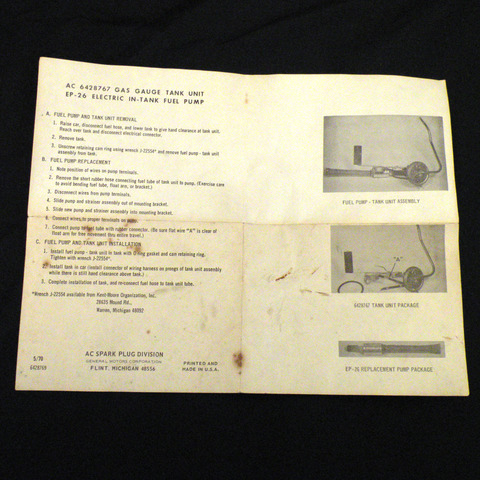 AC 6428767 GAS GAUGE TANK UNIT
EP-26 ELECTRIC IN-TANK FUEL PUMP
A. FUEL PUMP AND TANK UNIT REMOVAL
1. Raise car, disconnect fuel hose, and lower tank to give hand clearance at tank unit.
Reach over tank and disconnect electrical connector.
2. Remove tank.
3. Unscrew retaining cam ring using wrench J-22554* and remove fuel pump - tank unit
assembly from tank.
B. FUEL PUMP REPLACEMENT
1. Note position of wires on pump terminals.
2. Remove the short rubber hose connecting fuel tube of tank unit to pump. (Exercise care
to avoid bending fuel tube, float arm, or bracket.)
3. Disconnect wires from pump terminals.
4. Slide pump and strainer assembly out of mounting bracket.
5. Slide new pump and strainer assembly into mounting bracket.
6. Connect wires to proper terminals on pump.
7. Connect pump to fuel tube with rubber connector. (Be sure flat wire "A" is clear of
float arm for free movement thru entire travel.)
C. FUEL PUMP AND TANK UNIT INSTALLATION
1. Install fuel pump - tank unit in tank with O ring gasket and cam retaining ring.
Tighten with wrench J-22554*.
2. Install tank in car (install connector of wiring harness on prongs of tank unit assembly
while there is still hand clearance above tank.)
3. Complete installation of tank, and re-connect fuel hose to tank unit tube.
*Wrench J-22554 available from Kent-Moore Organization, Inc.
28635 Mound Rd.
Warren, Michigan 48092
5/70
6428769
AC SPARK PLUG DIVISION
GENERAL MOTORS CORPORATION
FLINT, MICHIGAN 48556
PRINTED AND
MADE IN U.S.A.
FUEL PUMP - TANK UNIT ASSEMBLY
"A"
6428767 TANK UNIT PACKAGE
EP-26 REPLACEMENT PUMP PACKAGE